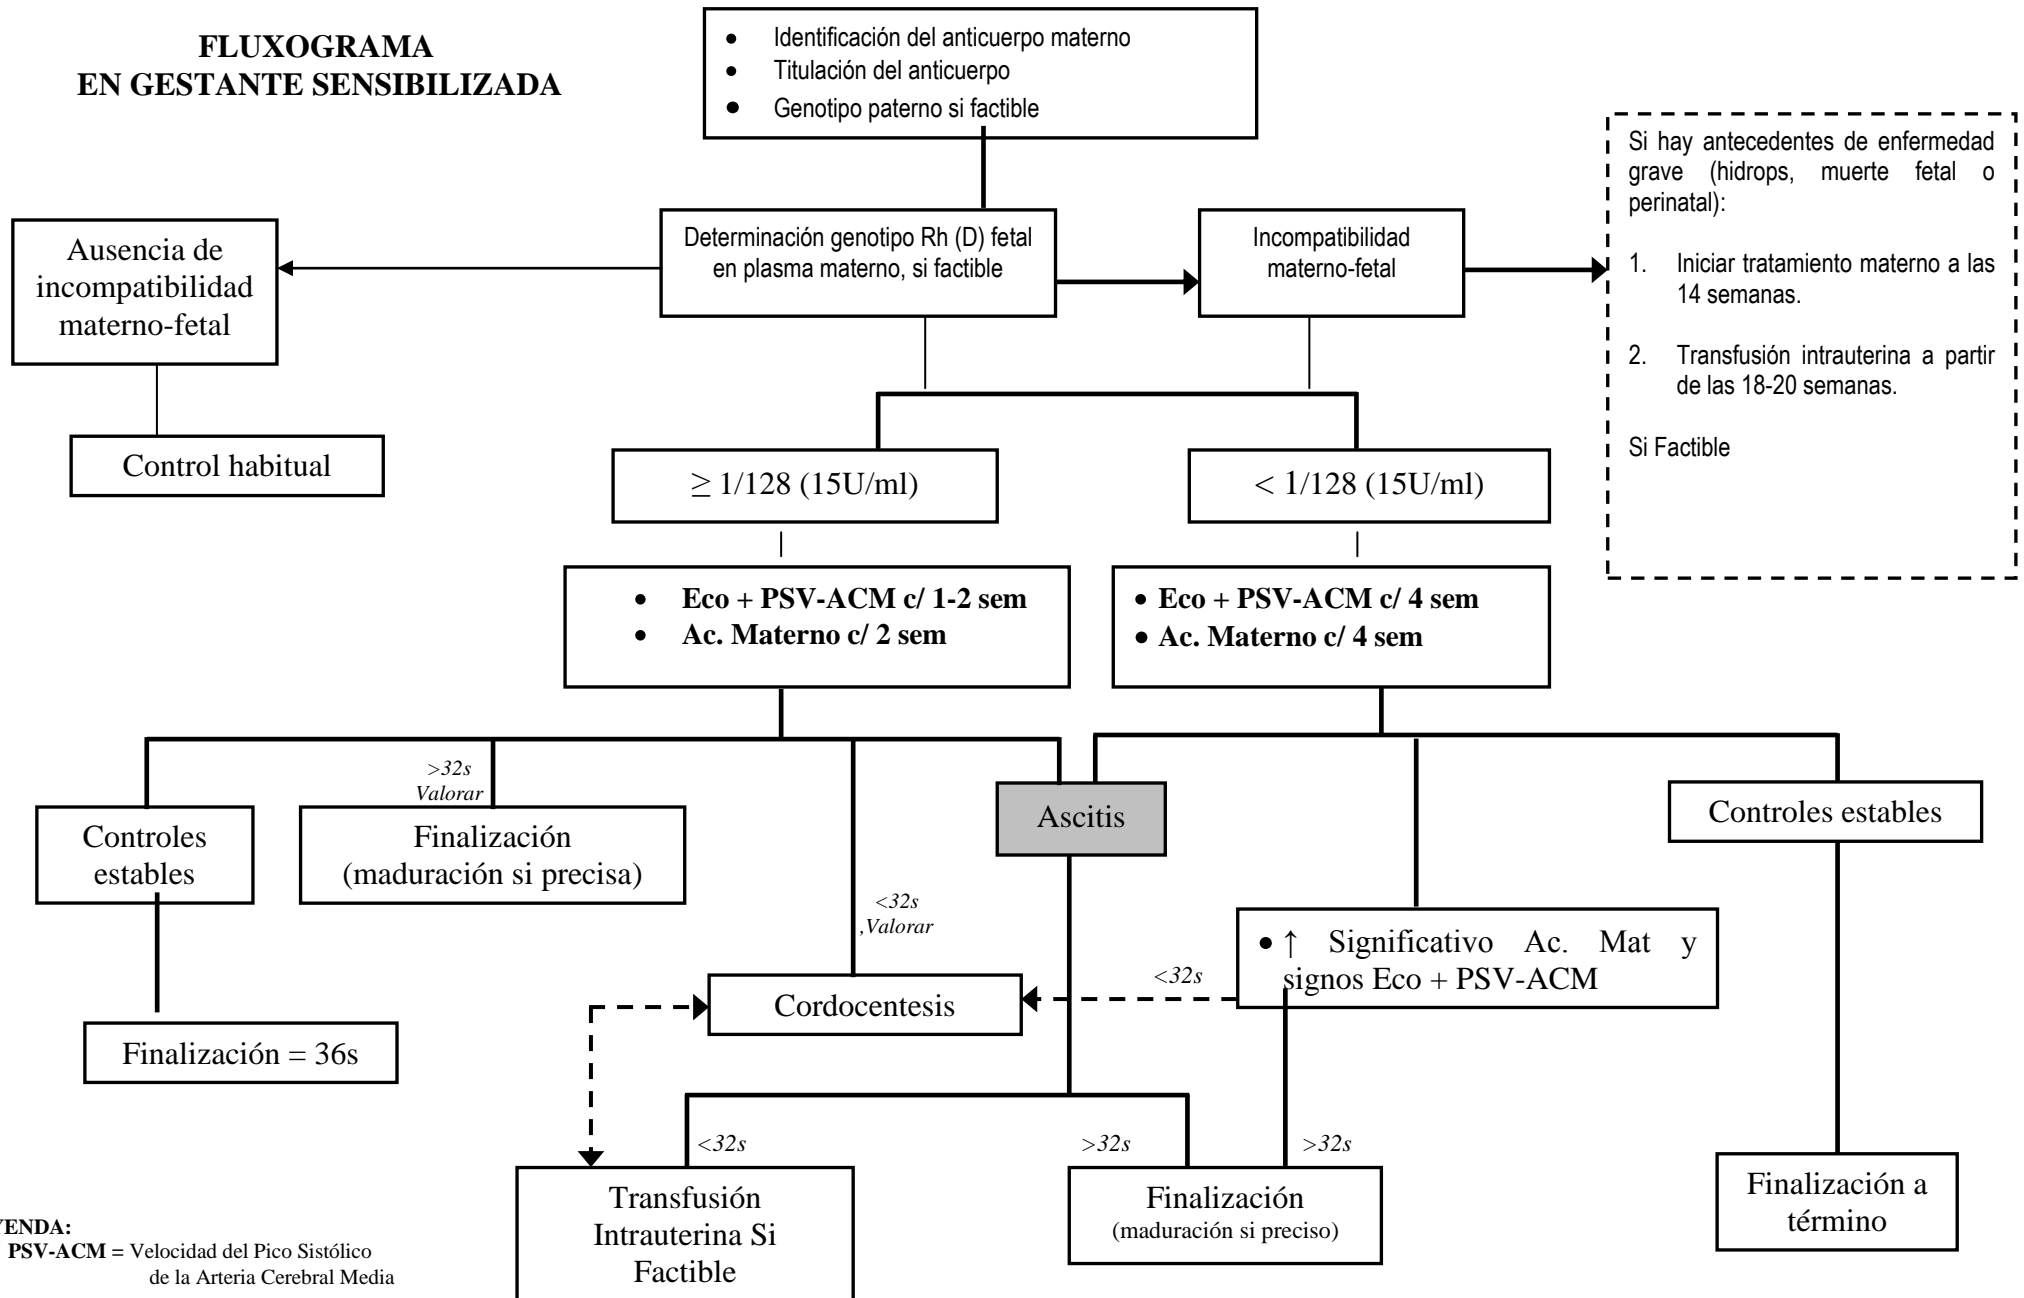 FLUXOGRAMA
EN GESTANTE SENSIBILIZADA
• Identificación del anticuerpo materno
• Titulación del anticuerpo
• Genotipo paterno si factible
Si hay antecedentes de enfermedad
grave (hidrops, muerte fetal o
perinatal):
1. Iniciar tratamiento materno a las
14 semanas.
2. Transfusión intrauterina a partir
de las 18-20 semanas.
Si Factible
Ausencia de
incompatibilidad
materno-fetal
Determinación genotipo Rh (D) fetal
en plasma materno, si factible
Incompatibilidad
materno-fetal
Control habitual
≥ 1/128 (15U/ml)
< 1/128 (15U/ml)
• Eco + PSV-ACM c/ 1-2 sem
• Ac. Materno c/ 2 sem
• Eco + PSV-ACM c/ 4 sem
• Ac. Materno c/ 4 sem
>32s
Valorar
Controles
estables
Finalización
(maduración si precisa)
Ascitis
Controles estables
<32s
,Valorar
• ↑ Significativo Ac. Mat y
signos Eco + PSV-ACM
<32s
Cordocentesis
Finalización = 36s
<32s
>32s
>32s
Transfusión
Intrauterina Si
Factible
Finalización
(maduración si preciso)
Finalización a
término
YENDA:
PSV-ACM = Velocidad del Pico Sistólico
de la Arteria Cerebral Media